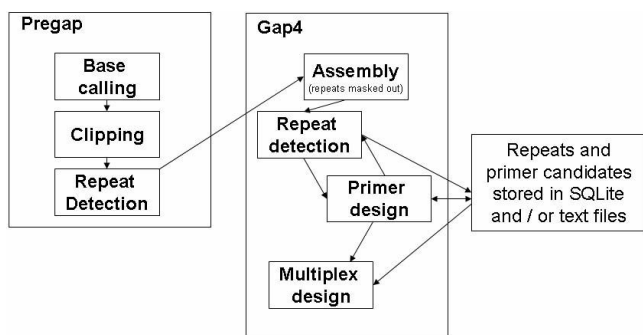 Pregap
Base
calling
Clipping
Repeat
Detection
Gap4
Assembly
(repeats masked out)
Repeat
detection
Primer
design
Multiplex
design
Repeats and
primer candidates
stored in SQLite
and / or text files